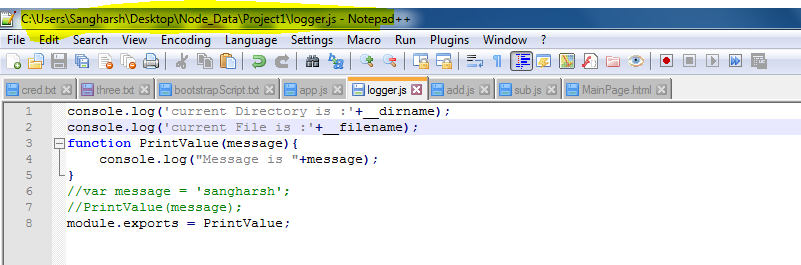 C:\Users\Sangharsh\Desktop\Node_Data\Project1\logger.js - Notepad++
File Edit Search View Encoding Language Settings Macro Run Plugins Window ?
cred.txt three.txt bootstrapScript.txt app.js logger.js add.js sub.js MainPage.html
1 console.log('current Directory is :'+__dirname);
2 console.log('current File is :'+__filename);
3 function PrintValue(message){
4 console.log("Message is "+message);
5 }
6 //var message = 'sangharsh';
7 //PrintValue(message);
8 module.exports = PrintValue;